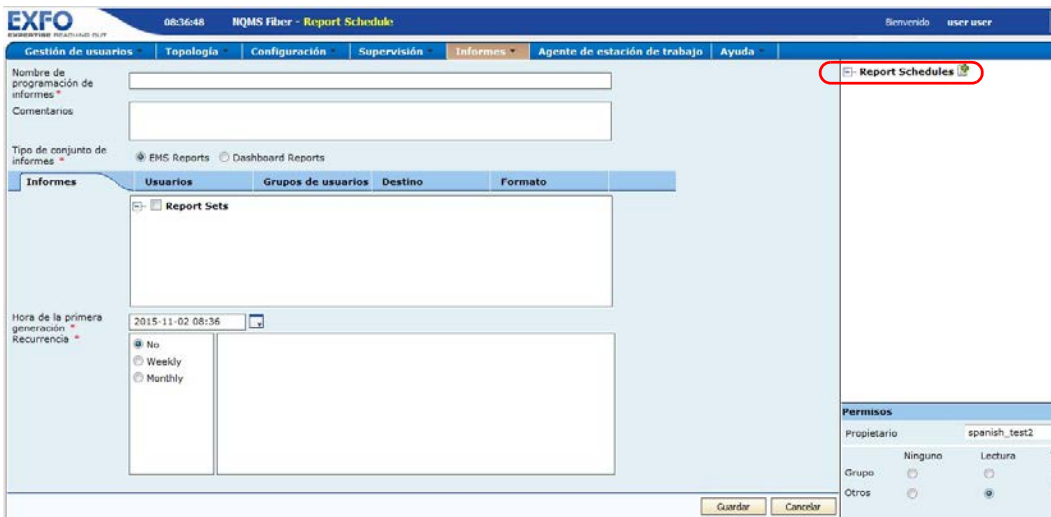 EXFO
EXPERTISE REACHING OUT
08:36:48 NQMS Fiber - Report Schedule
Bienvenido user user
Gestión de usuarios Topología Configuración Supervisión Informes Agente de estación de trabajo Ayuda
Nombre de programación de informes *
Comentarios
Tipo de conjunto de informes *
EMS Reports Dashboard Reports
Informes Usuarios Grupos de usuarios Destino Formato
Report Sets
Hora de la primera generación *
2015-11-02 08:36
Recurrencia *
No
Weekly
Monthly
Guardar Cancelar
Report Schedules
Permisos
Propietario spanish_test2
Ninguno Lectura
Grupo
Otros